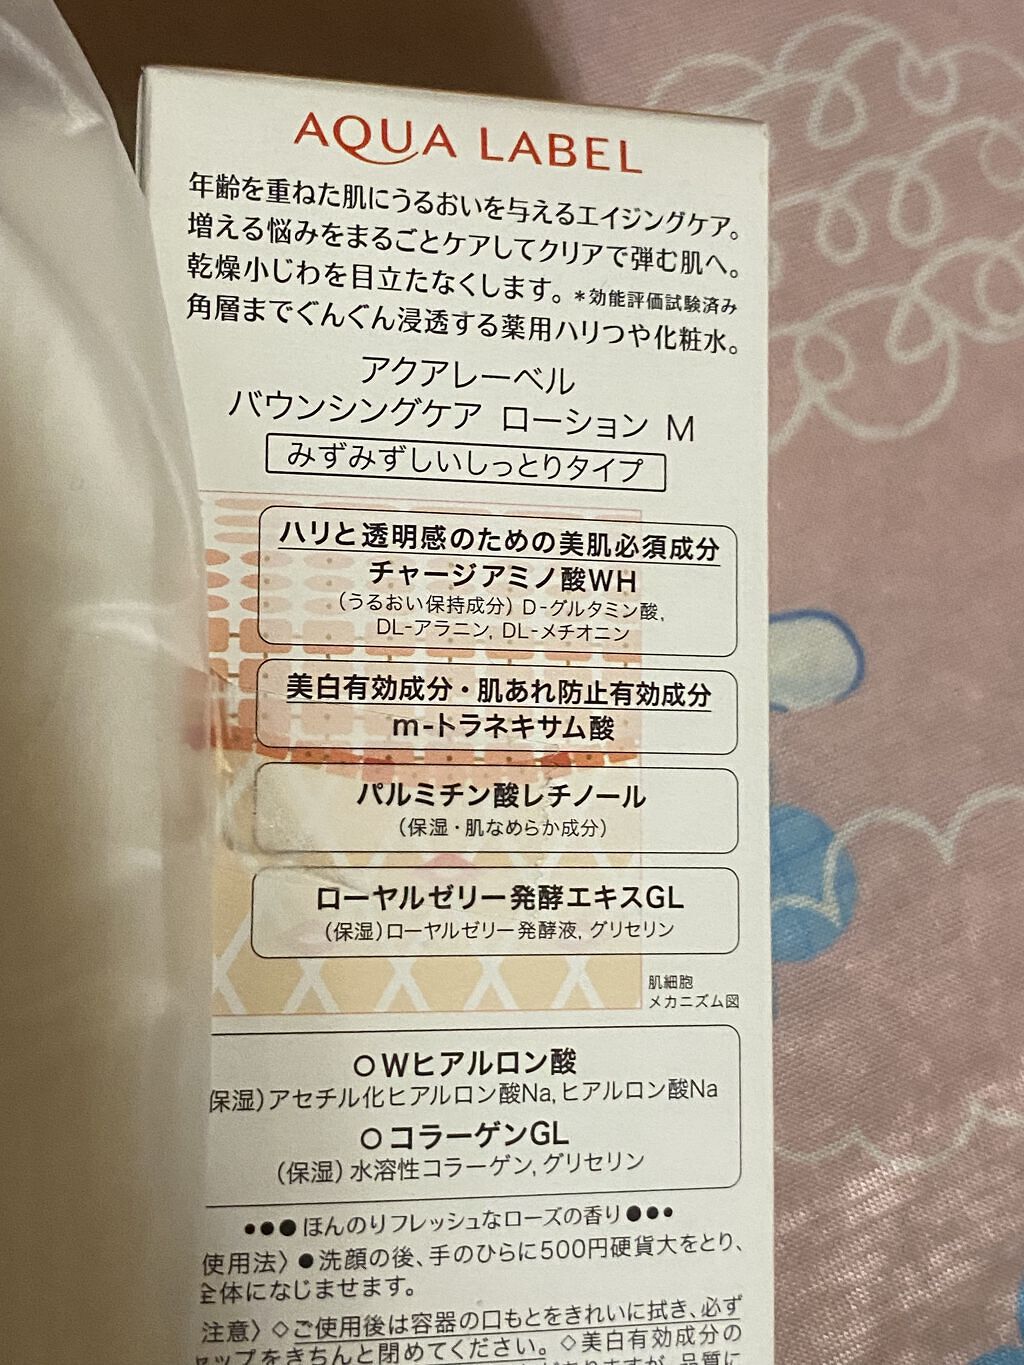 AQUA LABEL
年齢を重ねた肌にうるおいを与えるエイジングケア。
増える悩みをまるごとケアしてクリアで弾む肌へ。
乾燥小じわを目立たなくします。*効能評価試験済み
角層までぐんぐん浸透する薬用ハリつや化粧水。
アクアレーベル
バウンシングケア ローション M
みずみずしいしっとりタイプ
ハリと透明感のための美肌必須成分
チャージアミノ酸WH
(うるおい保持成分) D-グルタミン酸,
DL-アラニン, DL-メチオニン
美白有効成分・肌あれ防止有効成分
m-トラネキサム酸
パルミチン酸レチノール
(保湿・肌なめらか成分)
ローヤルゼリー発酵エキスGL
(保湿)ローヤルゼリー発酵液, グリセリン
肌細胞
メカニズム図
○Wヒアルロン酸
保湿)アセチル化ヒアルロン酸Na, ヒアルロン酸Na
○コラーゲンGL
(保湿) 水溶性コラーゲン, グリセリン
●●●ほんのりフレッシュなローズの香り●●●
使用法〉●洗顔の後、手のひらに500円硬貨大をとり、
全体になじませます。
注意〉◇ご使用後は容器の口もとをきれいに拭き、必ず
ップをきちんと閉めてください。◇美白有効成分の
ありますが、品質に